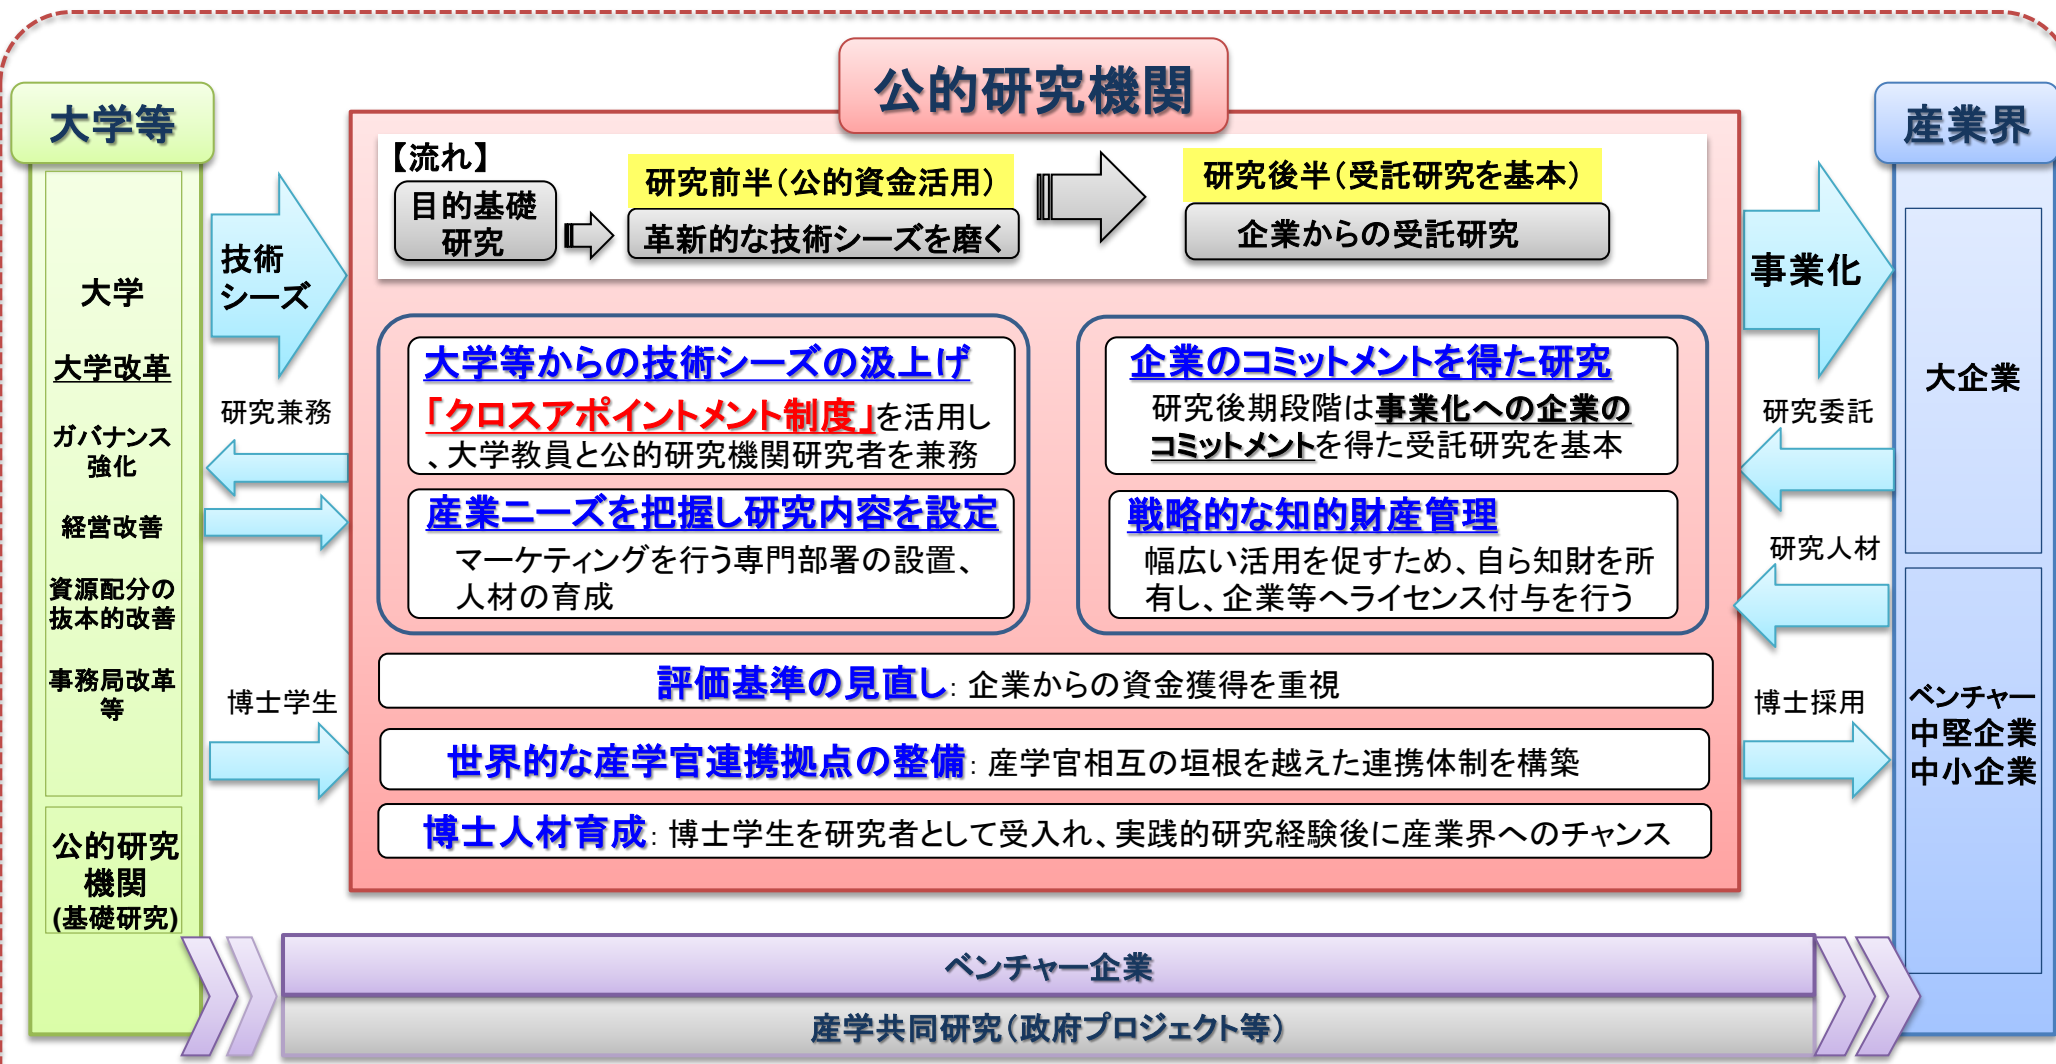 公的研究機関
大学等
産業界
【流れ】
目的基礎
研究
研究前半（公的資金活用）
革新的な技術シーズを磨く
研究後半（受託研究を基本）
企業からの受託研究
大学
大学改革
ガバナンス
強化
経営改善
資源配分の
抜本的改善
事務局改革
等
公的研究
機関
(基礎研究)
技術
シーズ
研究兼務
博士学生
大学等からの技術シーズの汲上げ
「クロスアポイントメント制度」を活用し
、大学教員と公的研究機関研究者を兼務
産業ニーズを把握し研究内容を設定
マーケティングを行う専門部署の設置、
人材の育成
企業のコミットメントを得た研究
研究後期段階は事業化への企業の
コミットメントを得た受託研究を基本
戦略的な知的財産管理
幅広い活用を促すため、自ら知財を所
有し、企業等へライセンス付与を行う
評価基準の見直し：企業からの資金獲得を重視
世界的な産学官連携拠点の整備：産学官相互の垣根を越えた連携体制を構築
博士人材育成：博士学生を研究者として受入れ、実践的研究経験後に産業界へのチャンス
事業化
研究委託
研究人材
博士採用
大企業
ベンチャー
中堅企業
中小企業
ベンチャー企業
産学共同研究（政府プロジェクト等）